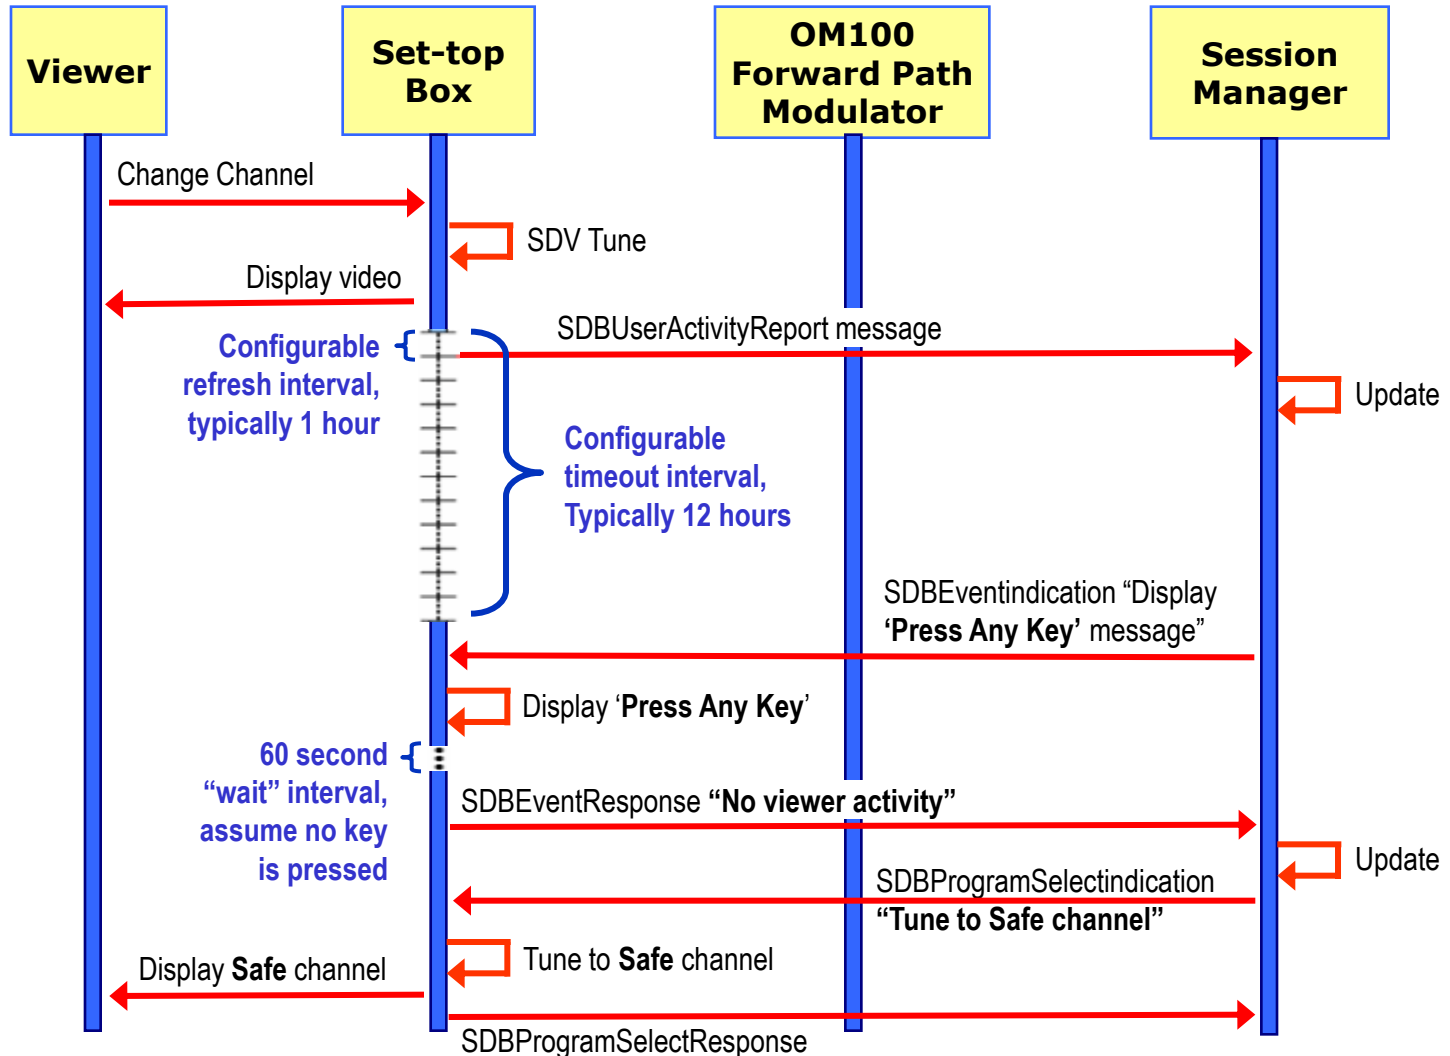 Viewer
Set-top
Box
OM100
Forward Path
Modulator
Session
Manager
Change Channel
SDV Tune
Display video
SDBUserActivityReport message
Configurable
refresh interval,
typically 1 hour
Update
Configurable
timeout interval,
Typically 12 hours
SDBEventindication “Display
‘Press Any Key’ message”
Display ‘Press Any Key’
60 second
“wait” interval,
assume no key
is pressed
SDBEventResponse “No viewer activity”
Update
SDBProgramSelectindication
“Tune to Safe channel”
Tune to Safe channel
Display Safe channel
SDBProgramSelectResponse